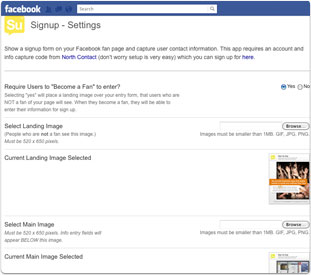 facebook
Search
Su
Signup - Settings
Show a signup form on your Facebook fan page and capture user contact information. This app requires an account and
info capture code from North Contact (don't worry setup is very easy) which you can sign up for here.
Require Users to "Become a Fan" to enter?
Yes No
Selecting "yes" will place a landing image over your entry form, that users who
are NOT a fan of your page will see. When they become a fan, they will be able to
enter their information for sign up.
Select Landing Image
Browse...
(People who are not a fan see this image.)
Images must be smaller than 1MB. GIF, JPG, PNG.
Must be 520 x 650 pixels.
Current Landing Image Selected
Select Main Image
Browse...
Must be 520 x 650 pixels. Info entry fields will
Images must be smaller than 1MB. GIF, JPG, PNG.
appear BELOW this image.
Current Main Image Selected